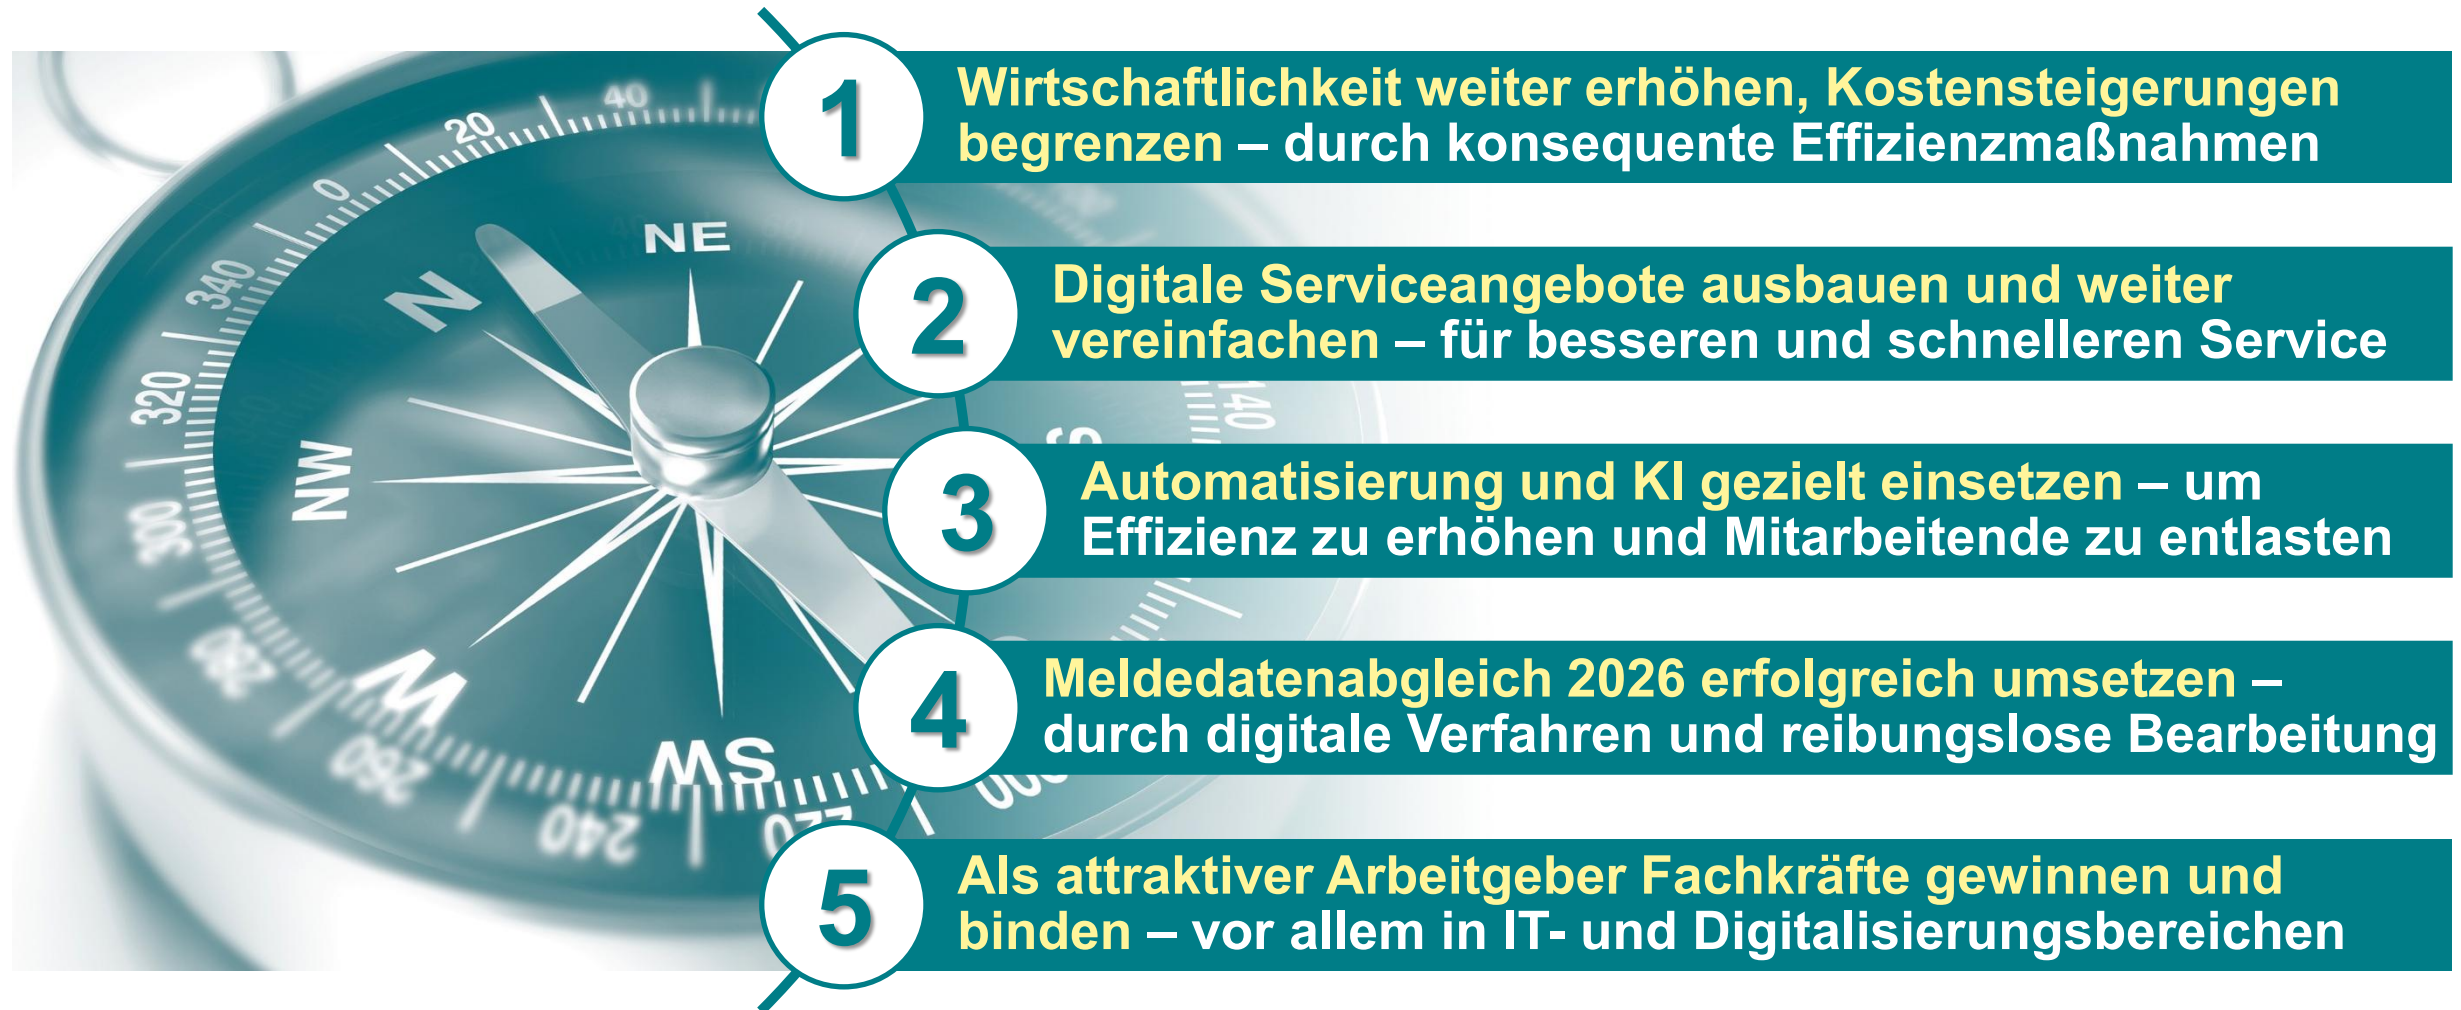 1
Wirtschaftlichkeit weiter erhöhen, Kostensteigerungen
begrenzen – durch konsequente Effizienzmaßnahmen
2
Digitale Serviceangebote ausbauen und weiter
vereinfachen – für besseren und schnelleren Service
3
Automatisierung und KI gezielt einsetzen – um
Effizienz zu erhöhen und Mitarbeitende zu entlasten
4
Meldedatenabgleich 2026 erfolgreich umsetzen –
durch digitale Verfahren und reibungslose Bearbeitung
5
Als attraktiver Arbeitgeber Fachkräfte gewinnen und
binden – vor allem in IT- und Digitalisierungsbereichen
40
20
0
340
320
300
280
260
240
220
140
NE
N
NW
W
SW